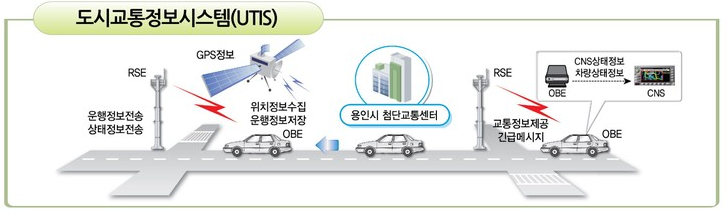 도시교통정보시스템(UTIS)
GPS정보
RSE
운행정보전송
상태정보전송
위치정보수집
운행정보저장
OBE
용인시 첨단교통센터
RSE
교통정보제공
긴급메시지
OBE
CNS상태정보
차량상태정보
OBE
CNS